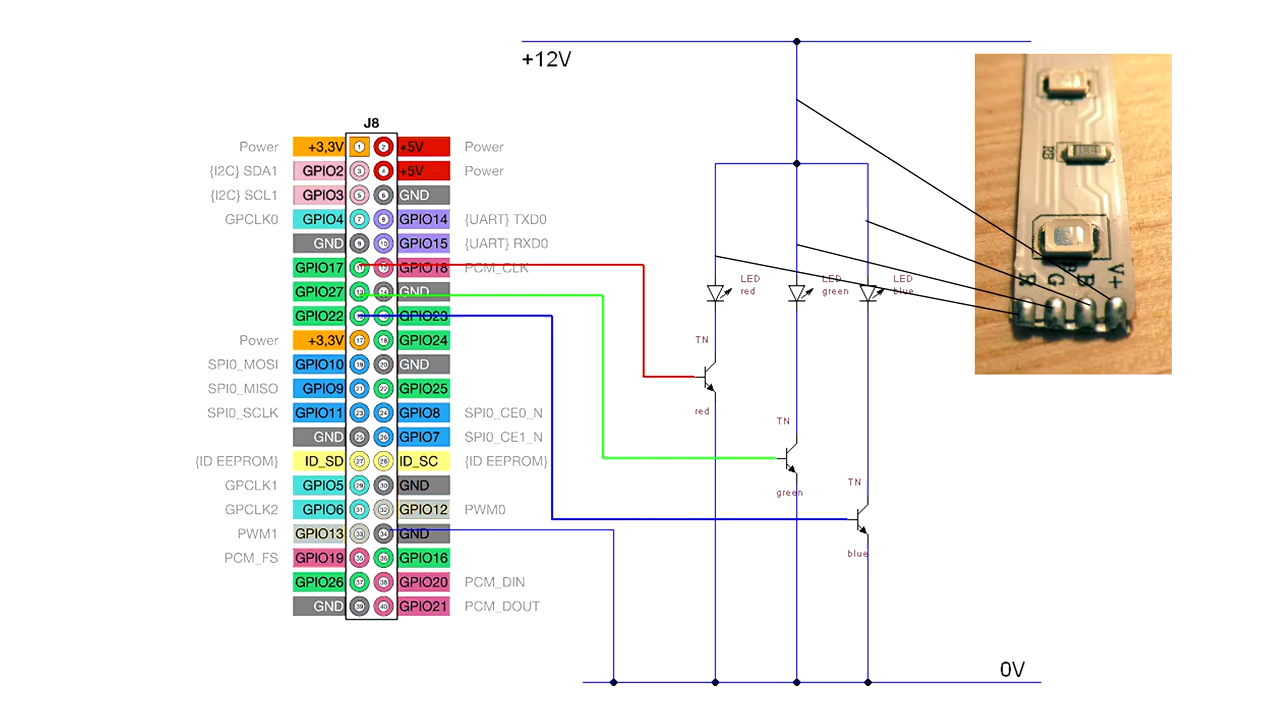 +12V
J8
Power +3,3V 1 2 +5V Power
{I2C} SDA1 GPIO2 3 4 +5V Power
{I2C} SCL1 GPIO3 5 6 GND
GPCLK0 GPIO4 7 8 GPIO14 {UART} TXD0
GND 9 10 GPIO15 {UART} RXD0
GPIO17 11 12 GPIO18 PCM_CLK
GPIO27 13 14 GND
GPIO22 15 16 GPIO23
Power +3,3V 17 18 GPIO24
SPI0_MOSI GPIO10 19 20 GND
SPI0_MISO GPIO9 21 22 GPIO25
SPI0_SCLK GPIO11 23 24 GPIO8 SPI0_CE0_N
GND 25 26 GPIO7 SPI0_CE1_N
{ID EEPROM} ID_SD 27 28 ID_SC {ID EEPROM}
GPCLK1 GPIO5 29 30 GND
GPCLK2 GPIO6 31 32 GPIO12 PWM0
PWM1 GPIO13 33 34 GND
PCM_FS GPIO19 35 36 GPIO16
GPIO26 37 38 GPIO20 PCM_DIN
GND 39 40 GPIO21 PCM_DOUT
LED
red
LED
green
LED
blue
TN
red
TN
green
TN
blue
R G B V+
0V